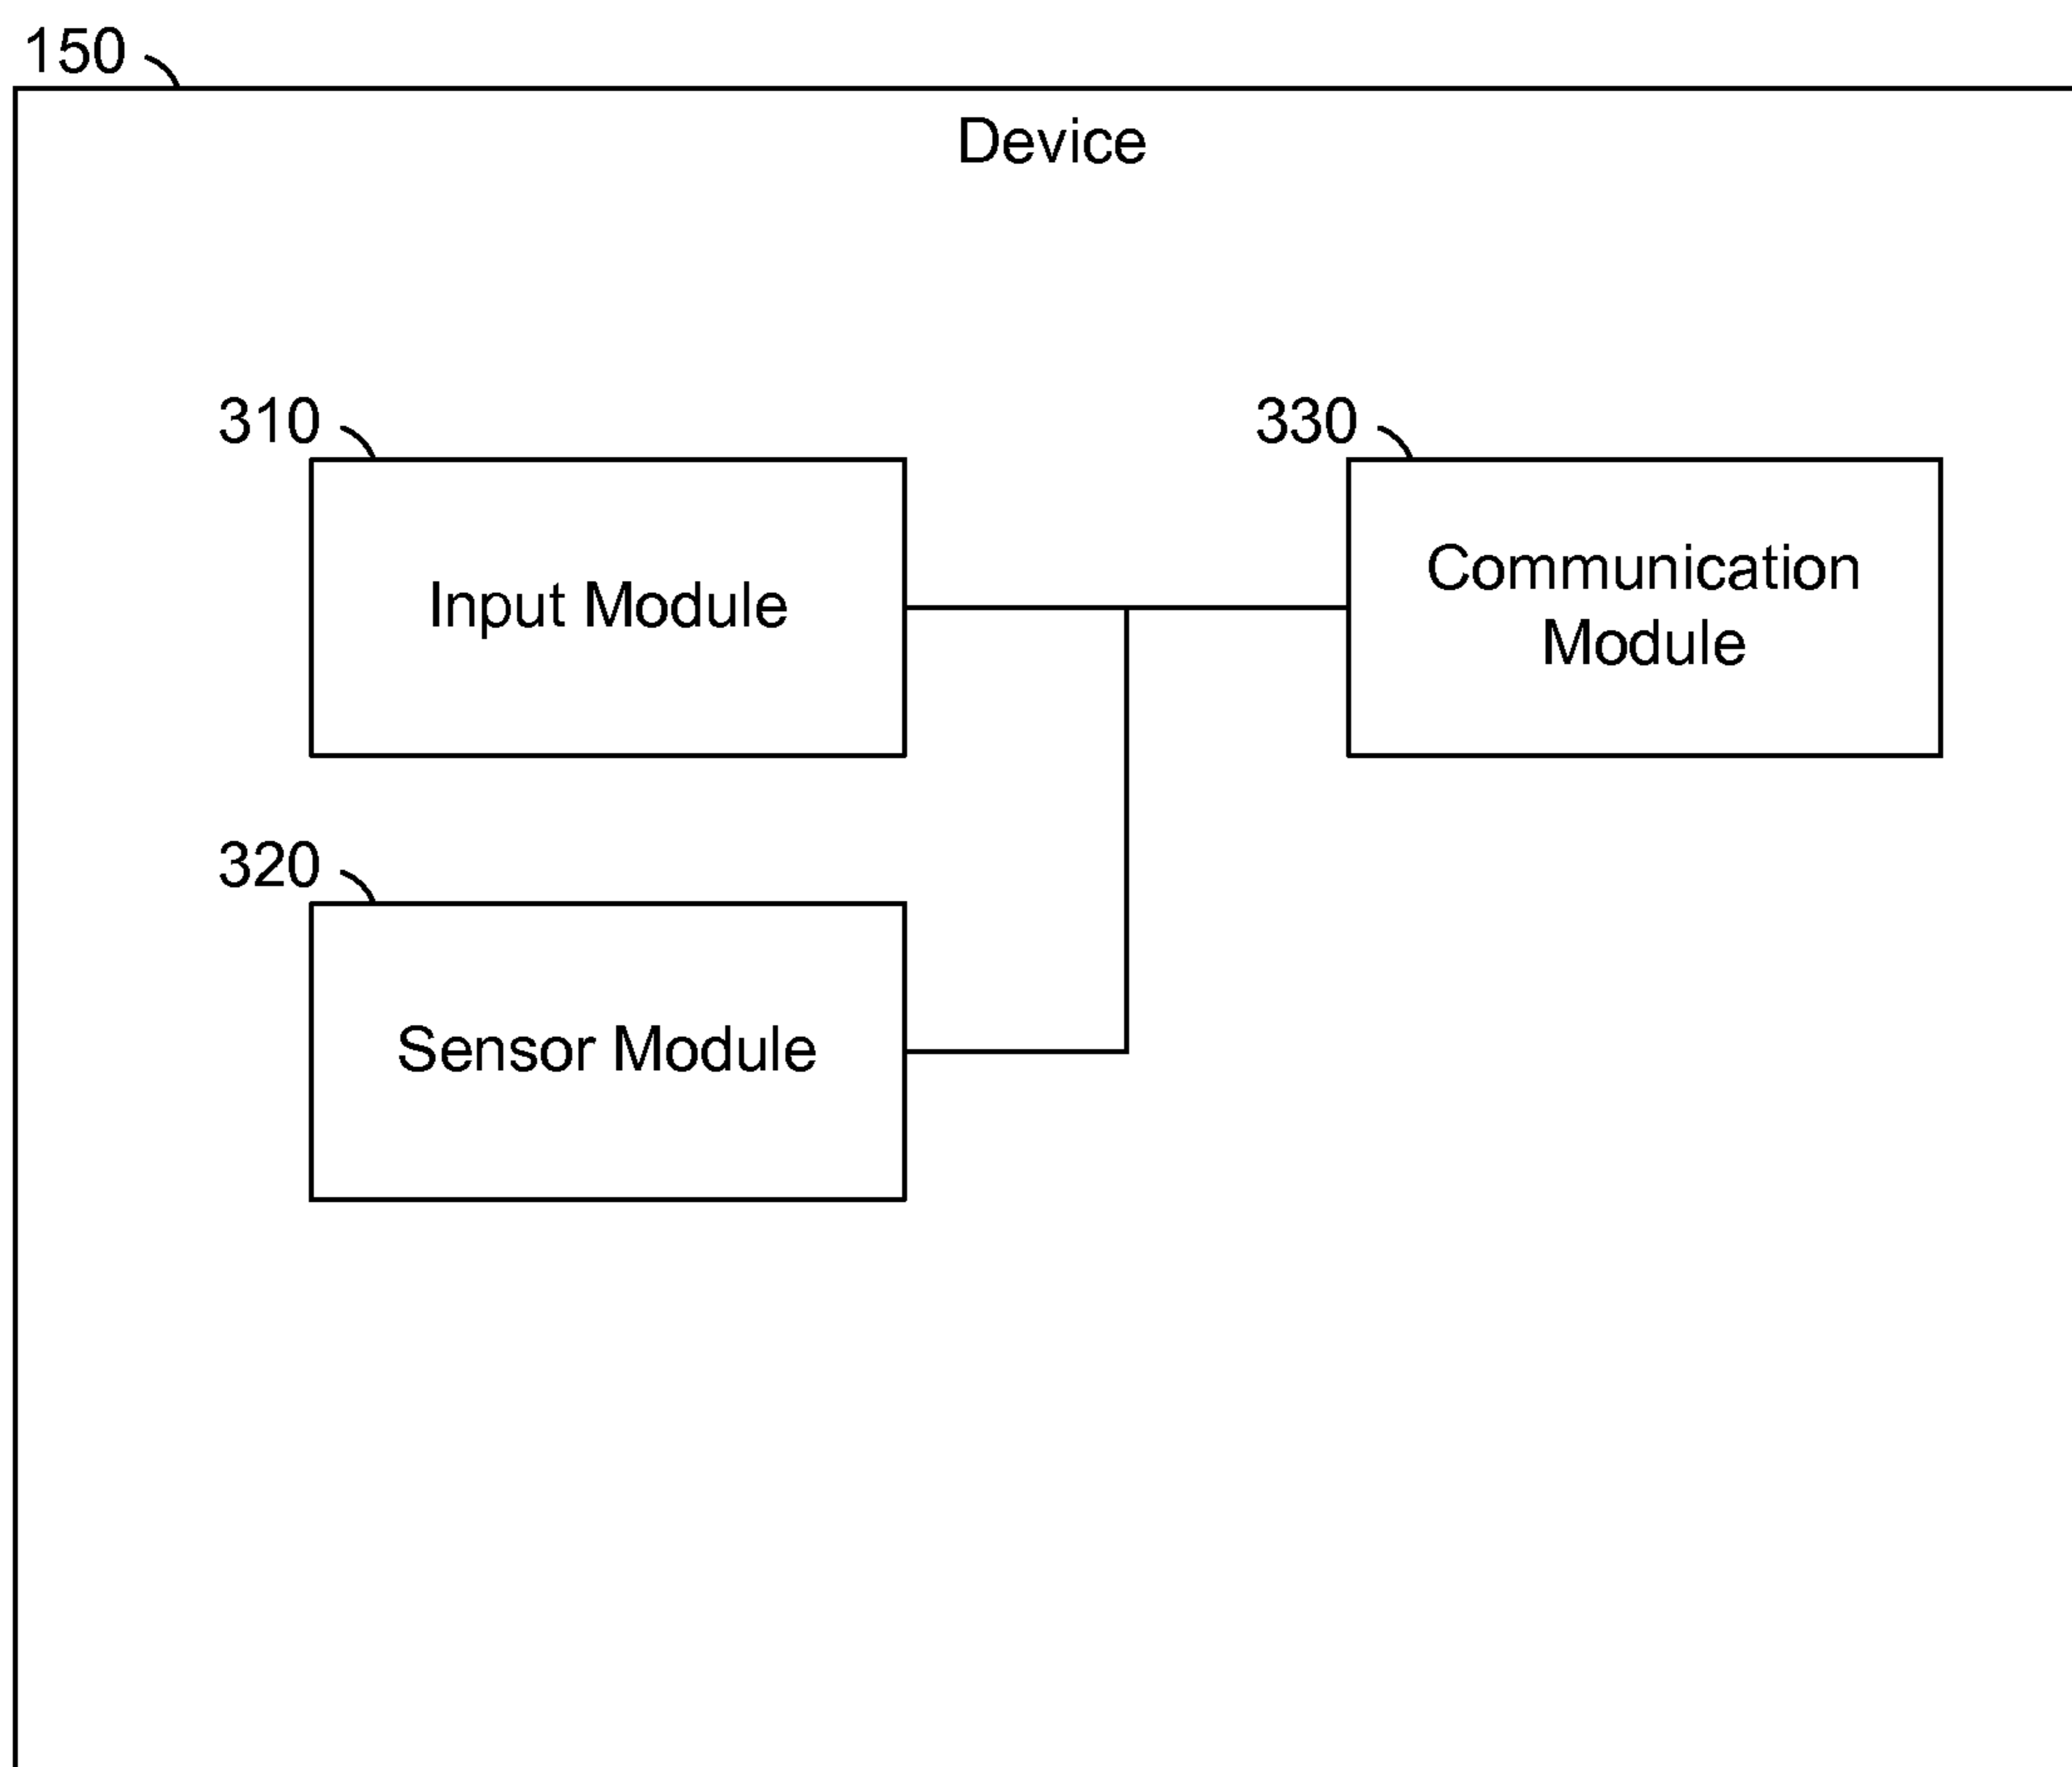 150
Device
310
330
Input Module
Communication
Module
320
Sensor Module